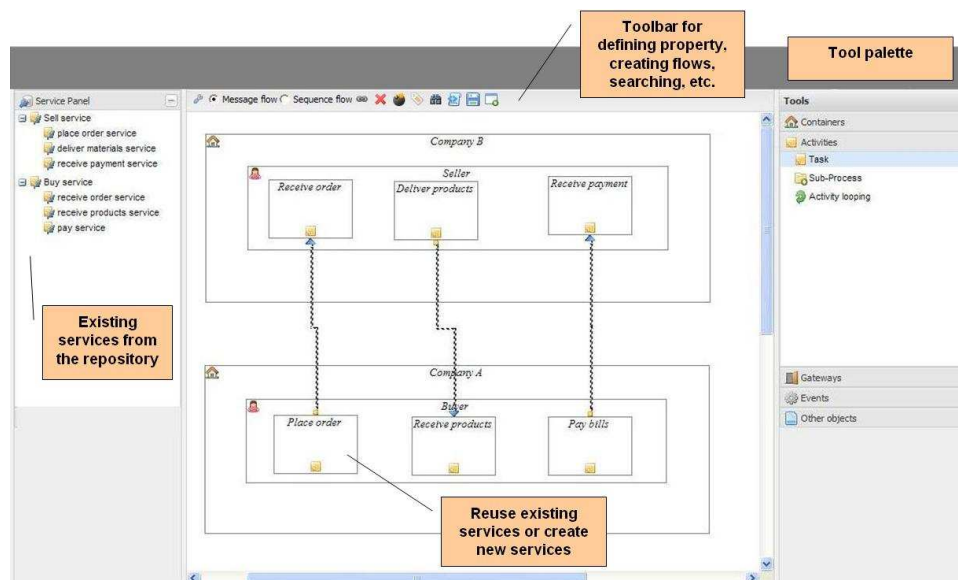 Toolbar for
defining property,
creating flows,
searching, etc.
Tool palette
Service Panel
Sell service
place order service
deliver materials service
receive payment service
Buy service
receive order service
receive products service
pay service
Existing
services from
the repository
Message flow
Sequence flow
Company B
Seller
Receive order
Deliver products
Receive payment
Company A
Buyer
Place order
Receive products
Pay bills
Reuse existing
services or create
new services
Tools
Containers
Activities
Task
Sub-Process
Activity looping
Gateways
Events
Other objects